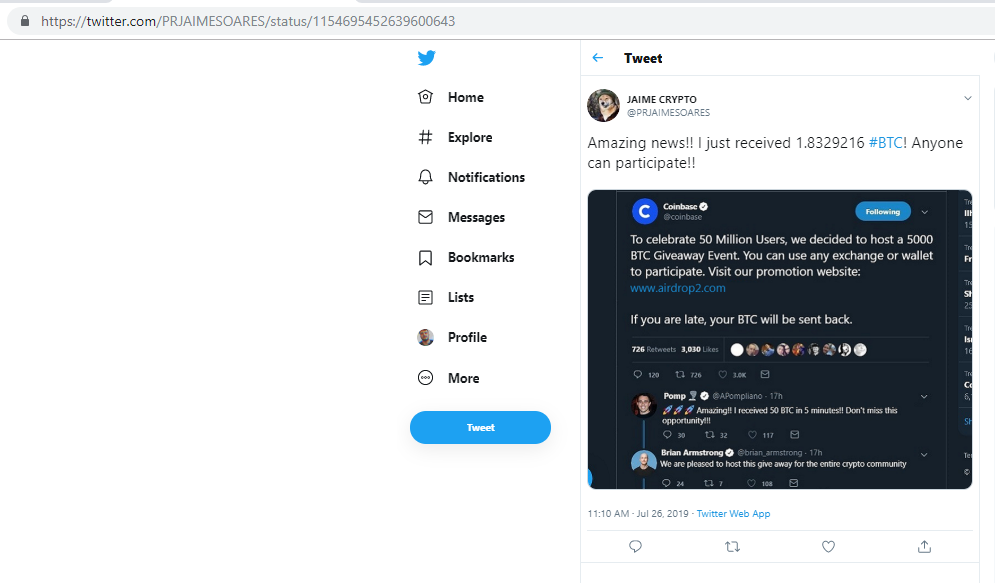 https://twitter.com/PRJAIMESOARES/status/1154695452639600643
Home
Explore
Notifications
Messages
Bookmarks
Lists
Profile
More
Tweet
Tweet
JAIME CRYPTO
@PRJAIMESOARES
Amazing news!! I just received 1.8329216 #BTC! Anyone
can participate!!
Coinbase
@coinbase
Following
To celebrate 50 Million Users, we decided to host a 5000
BTC Giveaway Event. You can use any exchange or wallet
to participate. Visit our promotion website:
www.airdrop2.com
If you are late, your BTC will be sent back.
726 Retweets 3,030 Likes
120 726 3.0K
Pomp @APompliano · 17h
🚀🚀🚀 Amazing!! I received 50 BTC in 5 minutes!! Don't miss this
opportunity!!!
30 32 117
Brian Armstrong @brian_armstrong · 17h
We are pleased to host this give away for the entire crypto community
24 7 108
11:10 AM · Jul 26, 2019 · Twitter Web App